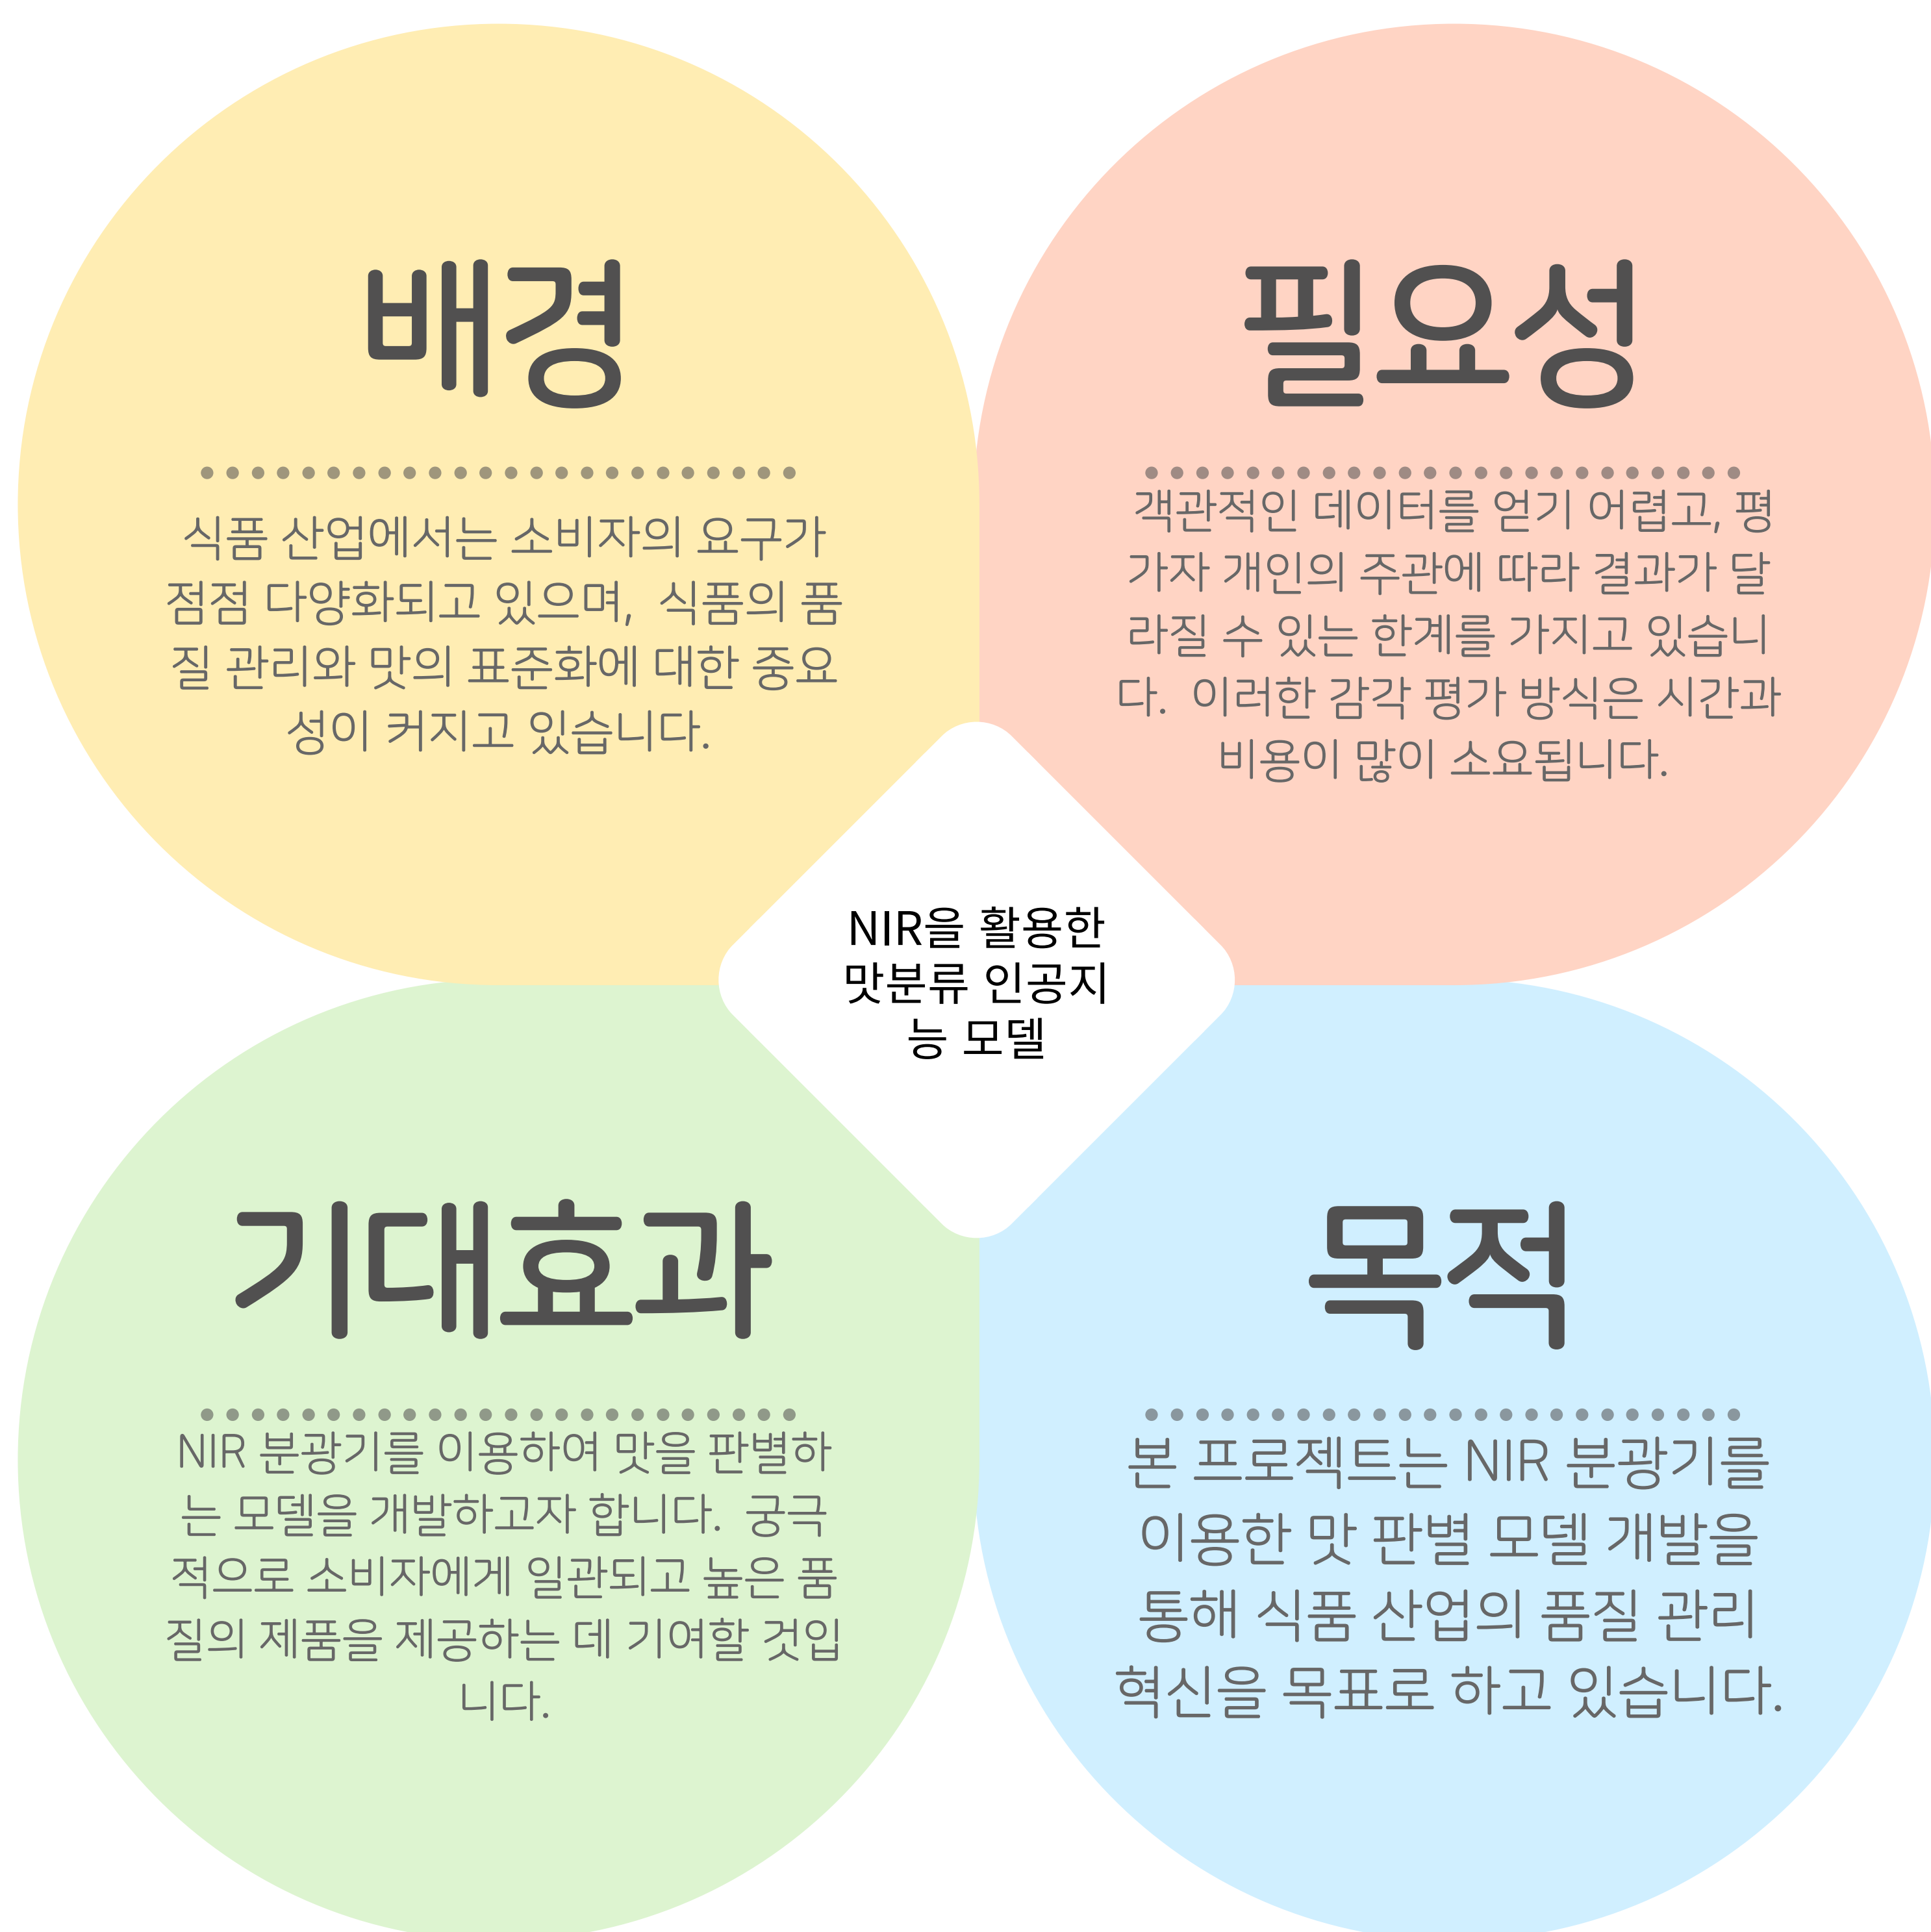 배경
식품 산업에서는 소비자의 요구가
점점 다양화되고 있으며, 식품의 품
질 관리와 맛의 표준화에 대한 중요
성이 커지고 있습니다.
필요성
객관적인 데이터를 얻기 어렵고, 평
가자 개인의 주관에 따라 결과가 달
라질 수 있는 한계를 가지고 있습니
다. 이러한 감각 평가 방식은 시간과
비용이 많이 소요됩니다.
NIR을 활용한
맛분류 인공지
능 모델
기대효과
NIR 분광기를 이용하여 맛을 판별하
는 모델을 개발하고자 합니다. 궁극
적으로 소비자에게 일관되고 높은 품
질의 제품을 제공하는 데 기여할 것입
니다.
목적
본 프로젝트는 NIR 분광기를
이용한 맛 판별 모델 개발을
통해 식품 산업의 품질 관리
혁신을 목표로 하고 있습니다.